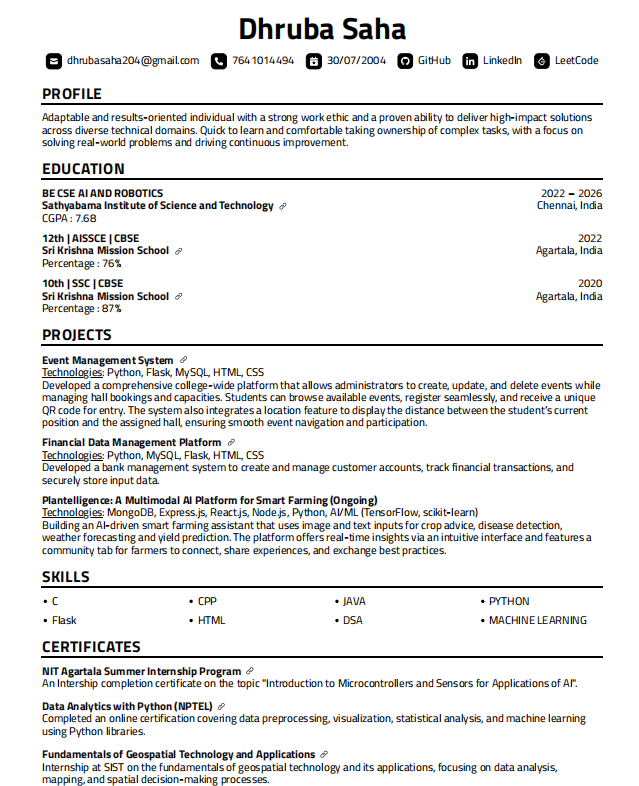 Dhruba Saha
dhrubasaha204@gmail.com 7641014494 30/07/2004 GitHub LinkedIn LeetCode
PROFILE
Adaptable and results-oriented individual with a strong work ethic and a proven ability to deliver high-impact solutions
across diverse technical domains. Quick to learn and comfortable taking ownership of complex tasks, with a focus on
solving real-world problems and driving continuous improvement.
EDUCATION
BE CSE AI AND ROBOTICS 2022 – 2026
Sathyabama Institute of Science and Technology Chennai, India
CGPA : 7.68
12th | AISSCE | CBSE 2022
Sri Krishna Mission School Agartala, India
Percentage : 76%
10th | SSC | CBSE 2020
Sri Krishna Mission School Agartala, India
Percentage : 87%
PROJECTS
Event Management System
Technologies: Python, Flask, MySQL, HTML, CSS
Developed a comprehensive college-wide platform that allows administrators to create, update, and delete events while
managing hall bookings and capacities. Students can browse available events, register seamlessly, and receive a unique
QR code for entry. The system also integrates a location feature to display the distance between the student's current
position and the assigned hall, ensuring smooth event navigation and participation.
Financial Data Management Platform
Technologies: Python, MySQL, Flask, HTML, CSS
Developed a bank management system to create and manage customer accounts, track financial transactions, and
securely store input data.
Plantelligence: A Multimodal AI Platform for Smart Farming (Ongoing)
Technologies: MongoDB, Express.js, React.js, Node.js, Python, AI/ML (TensorFlow, scikit-learn)
Building an AI-driven smart farming assistant that uses image and text inputs for crop advice, disease detection,
weather forecasting and yield prediction. The platform offers real-time insights via an intuitive interface and features a
community tab for farmers to connect, share experiences, and exchange best practices.
SKILLS
• C • CPP • JAVA • PYTHON
• Flask • HTML • DSA • MACHINE LEARNING
CERTIFICATES
NIT Agartala Summer Internship Program
An Intership completion certificate on the topic "Introduction to Microcontrollers and Sensors for Applications of AI".
Data Analytics with Python (NPTEL)
Completed an online certification covering data preprocessing, visualization, statistical analysis, and machine learning
using Python libraries.
Fundamentals of Geospatial Technology and Applications
Internship at SIST on the fundamentals of geospatial technology and its applications, focusing on data analysis,
mapping, and spatial decision-making processes.